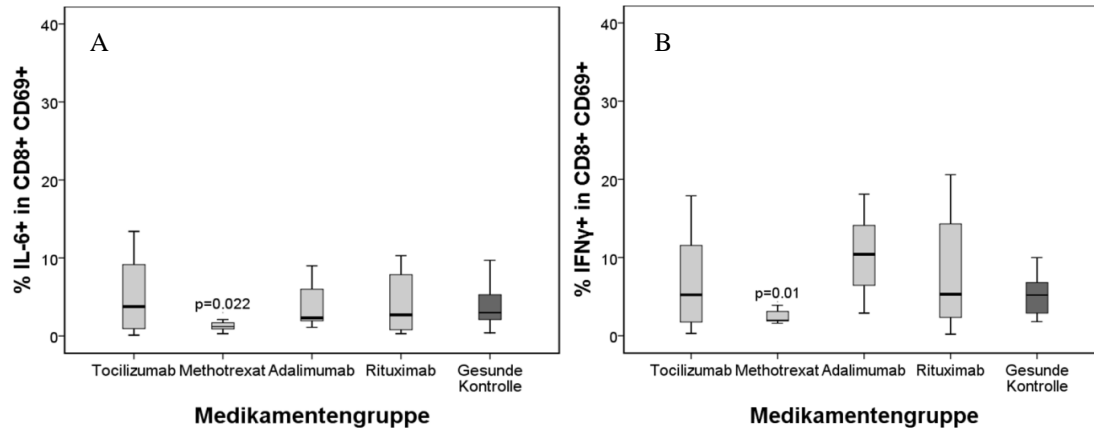 A
% IL-6+ in CD8+ CD69+
40
30
20
10
0
p=0.022
Tocilizumab Methotrexat Adalimumab Rituximab Gesunde
Kontrolle
Medikamentengruppe
B
% IFNγ+ in CD8+ CD69+
40
30
20
10
0
p=0.01
Tocilizumab Methotrexat Adalimumab Rituximab Gesunde
Kontrolle
Medikamentengruppe